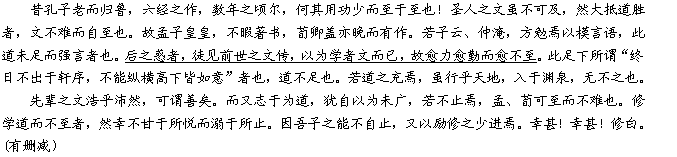 昔孔子老而归鲁，六经之作，数年之顷尔，何其用功少而至于至也！圣人之文虽不可及，然大抵道胜
者，文不难而自至也。故孟子皇皇，不暇著书，荀卿盖亦晚而有作。若子云、仲淹，方勉焉以模言语，此
道未足而强言者也。后之惑者，徒见前世之文传，以为学者文而已，故愈力愈勤而愈不至。此足下所谓“终
日不出于轩序，不能纵横高下皆如意”者也，道不足也。若道之充焉，虽行乎天地，入于渊泉，无不之也。
先辈之文浩乎沛然，可谓善矣。而又志于为道，犹自以为未广，若不止焉，孟、荀可至而不难也。修
学道而不至者，然幸不甘于所悦而溺于所止。因吾子之能不自止，又以励修之少进焉。幸甚！幸甚！修白。
(有删减)